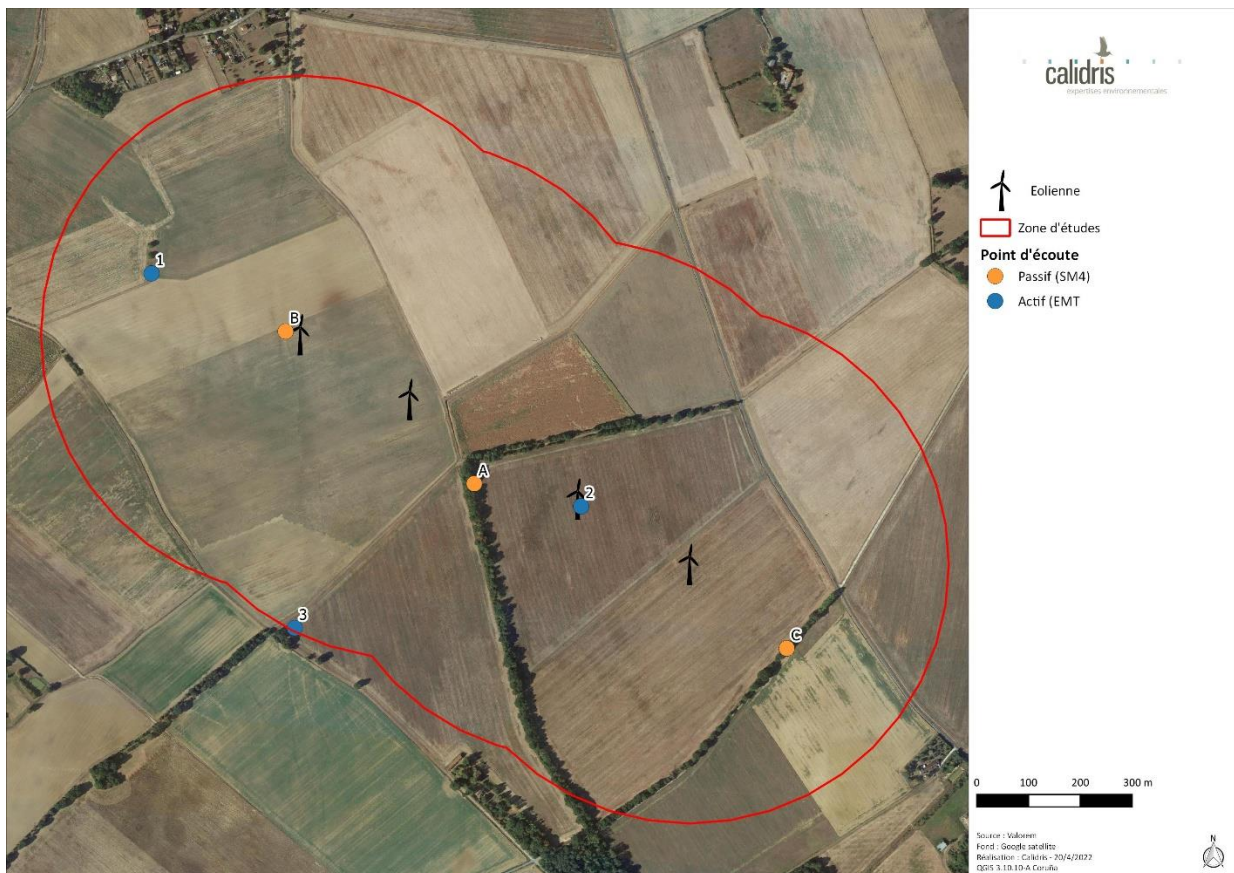 calidris
expertises environnementales
Eolienne
Zone d'études
Point d'écoute
Passif (SM4)
Actif (EMT
1
B
A
2
3
C
0 100 200 300 m
Source : Valorem
Fond : Google satellite
Réalisation : Calidris - 20/4/2022
QGIS 3.10.10-A Coruña
N